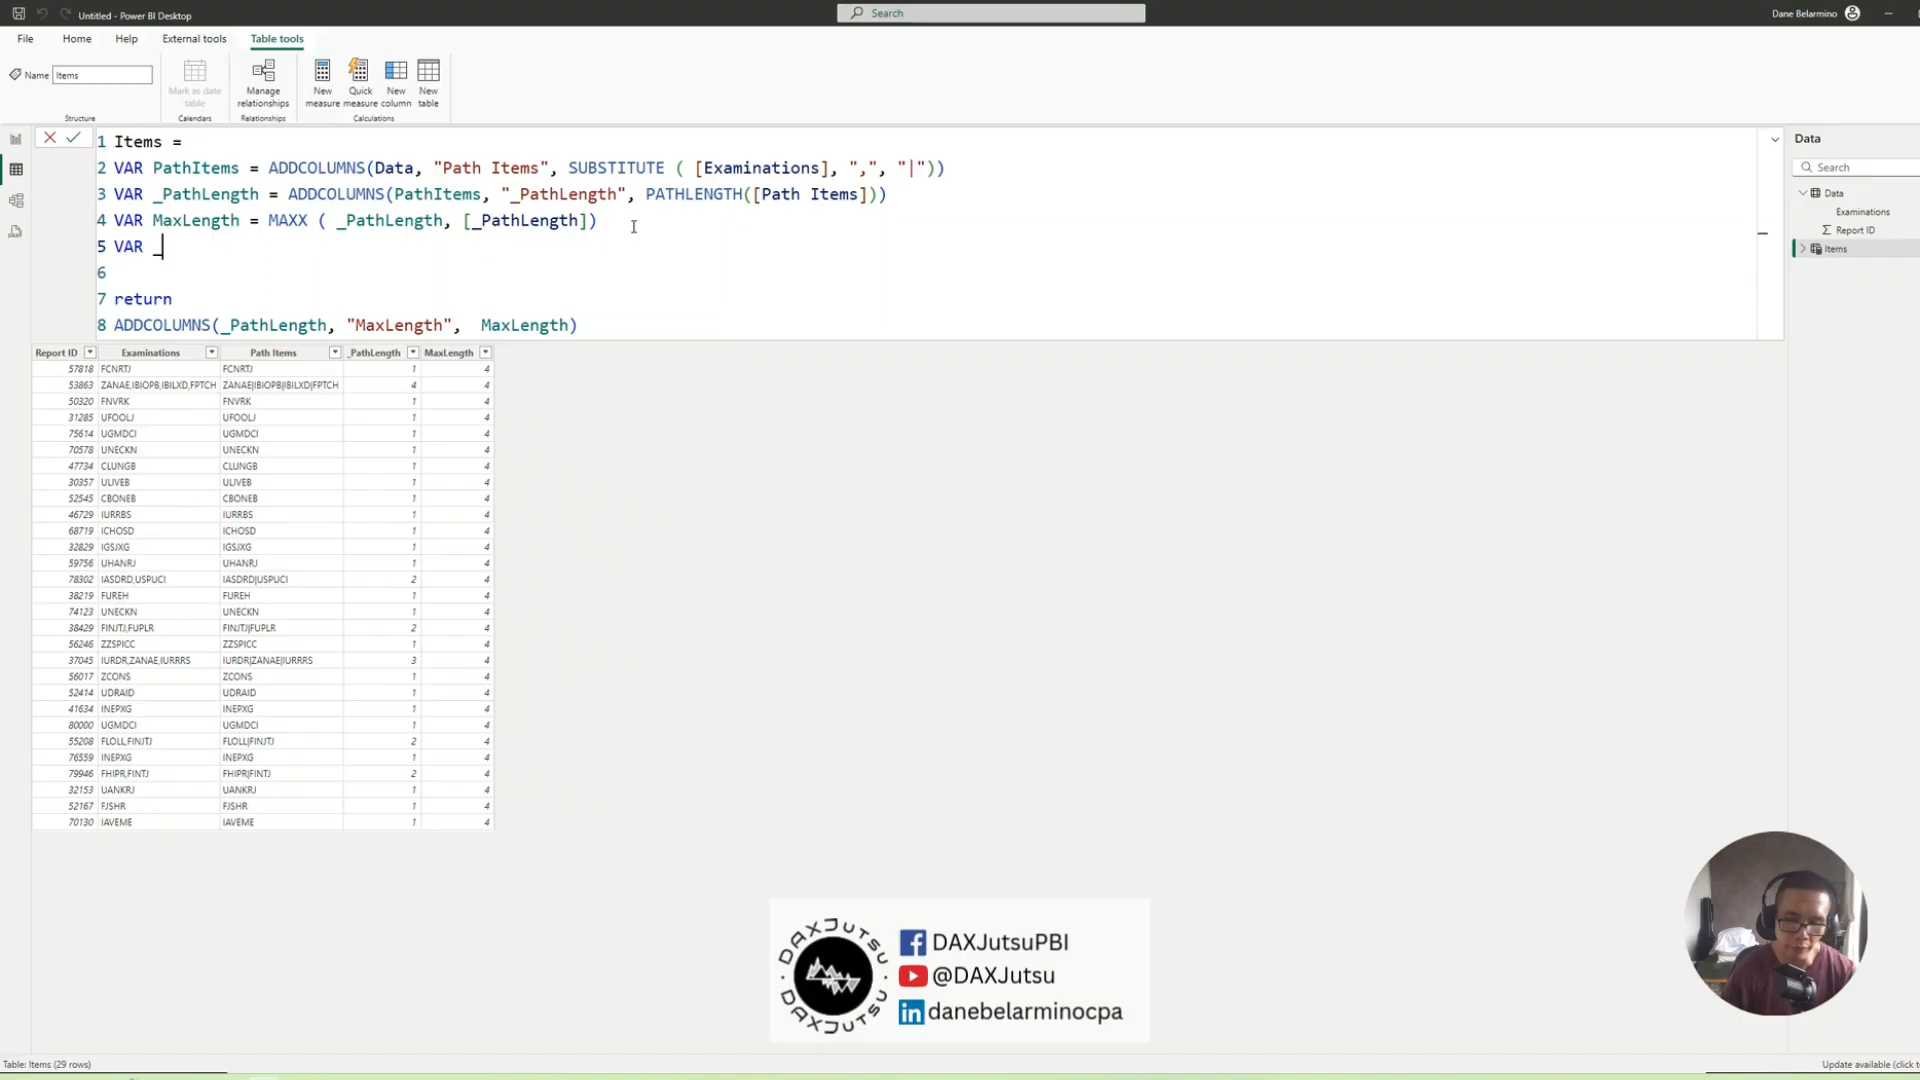 Untitled - Power BI Desktop
Search
Dane Belarmino
File
Home
Help
External tools
Table tools
Name
Items
Mark as date table
Manage relationships
New measure
Quick measure
New column
New table
Structure
Calendars
Relationships
Calculations
1 Items =
2 VAR PathItems = ADDCOLUMNS(Data, "Path Items", SUBSTITUTE ( [Examinations], ",", "|"))
3 VAR _PathLength = ADDCOLUMNS(PathItems, "_PathLength", PATHLENGTH([Path Items]))
4 VAR MaxLength = MAXX ( _PathLength, [_PathLength])
5 VAR _
6
7 return
8 ADDCOLUMNS(_PathLength, "MaxLength",  MaxLength)
Data
Search
Data
Examinations
Report ID
Items
Report ID Examinations Path Items _PathLength MaxLength
57818 FCNRTJ FCNRTJ 1 4
53863 ZANAE,IBIOPB,IBILXD,FPTCH ZANAE|IBIOPB|IBILXD|FPTCH 4 4
50320 FNVRK FNVRK 1 4
31285 UFOOLJ UFOOLJ 1 4
75614 UGMDCI UGMDCI 1 4
70578 UNECKN UNECKN 1 4
47734 CLUNGB CLUNGB 1 4
30357 ULIVEB ULIVEB 1 4
52545 CBONEB CBONEB 1 4
46729 IURRBS IURRBS 1 4
68719 ICHOSD ICHOSD 1 4
32829 IGSJXG IGSJXG 1 4
59756 UHANRJ UHANRJ 1 4
78302 IASDRD,USPUCI IASDRD|USPUCI 2 4
38219 FUREH FUREH 1 4
74123 UNECKN UNECKN 1 4
38429 FINJTJ,FUPLR FINJTJ|FUPLR 2 4
56246 ZZSPICC ZZSPICC 1 4
37045 IURDR,ZANAE,IURRRS IURDR|ZANAE|IURRRS 3 4
56017 ZCONS ZCONS 1 4
52414 UDRAID UDRAID 1 4
41634 INEPXG INEPXG 1 4
80000 UGMDCI UGMDCI 1 4
55208 FLOLL,FINJTJ FLOLL|FINJTJ 2 4
76559 INEPXG INEPXG 1 4
79946 FHIPR,FINTJ FHIPR|FINTJ 2 4
32153 UANKRJ UANKRJ 1 4
52167 FJSHR FJSHR 1 4
70130 IAVEME IAVEME 1 4
DAXJUTSU
DAXJUTSU
DAXJutsuPBI
@DAXJutsu
danebelarminocpa
Table: Items (29 rows)
Update available (click to